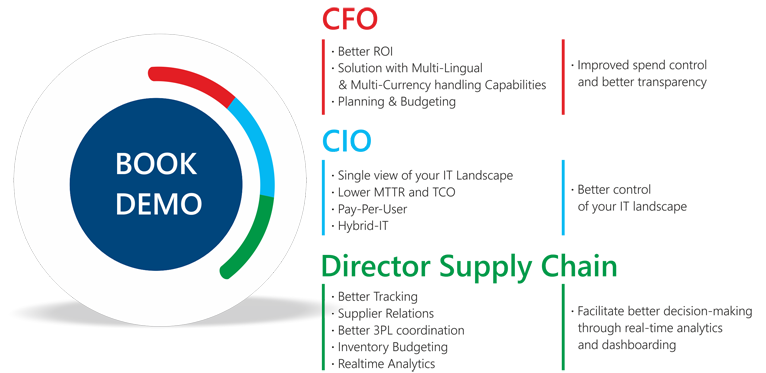 BOOK
DEMO
CFO
· Better ROI
· Solution with Multi-Lingual
& Multi-Currency handling Capabilities
· Planning & Budgeting
· Improved spend control
and better transparency
CIO
· Single view of your IT Landscape
· Lower MTTR and TCO
· Pay-Per-User
· Hybrid-IT
· Better control
of your IT landscape
Director Supply Chain
· Better Tracking
· Supplier Relations
· Better 3PL coordination
· Inventory Budgeting
· Realtime Analytics
· Facilitate better decision-making
through real-time analytics
and dashboarding